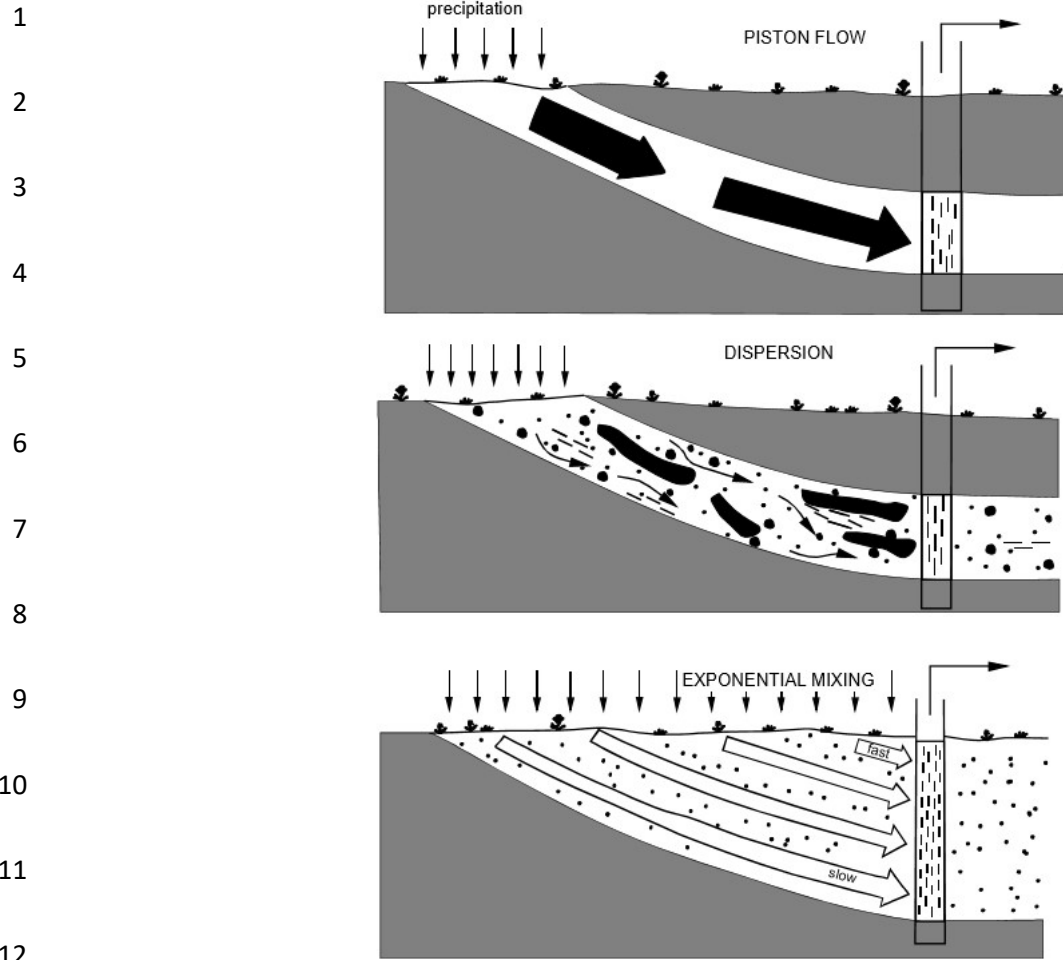 1
precipitation
PISTON FLOW
2
3
4
5
DISPERSION
6
7
8
9
EXPONENTIAL MIXING
fast
10
slow
11
12